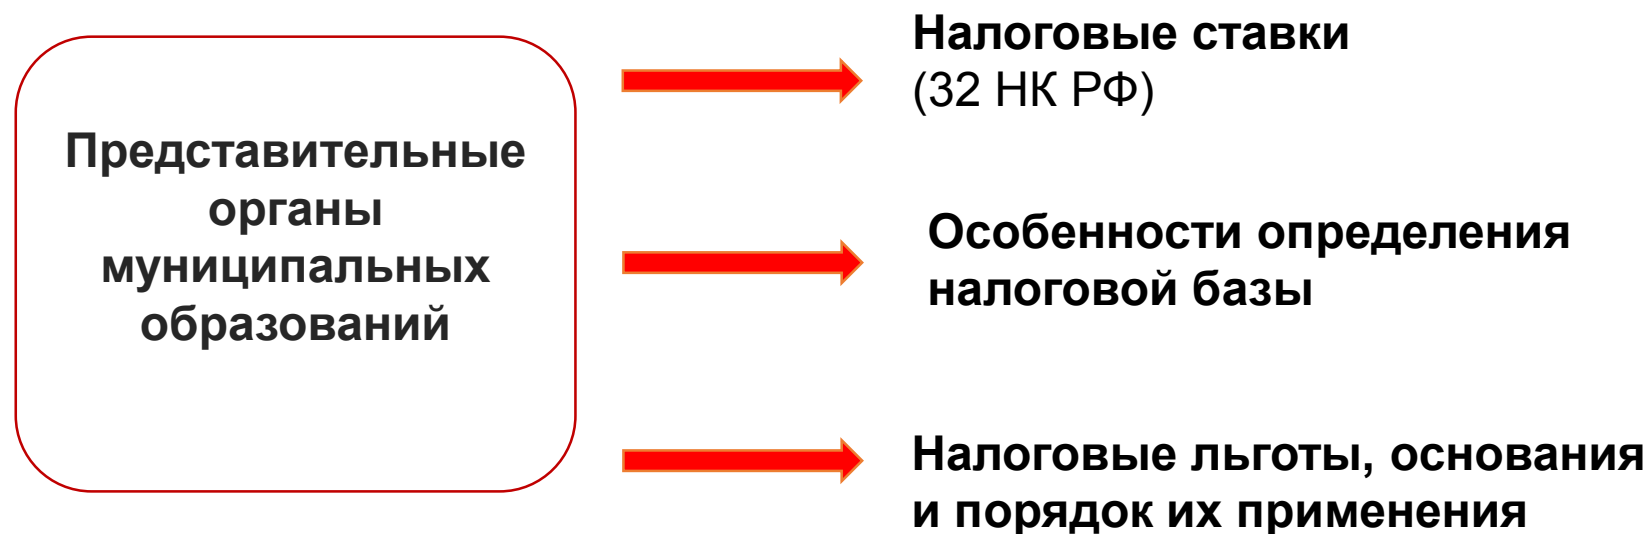 Представительные
органы
муниципальных
образований
Налоговые ставки
(32 НК РФ)
Особенности определения
налоговой базы
Налоговые льготы, основания
и порядок их применения